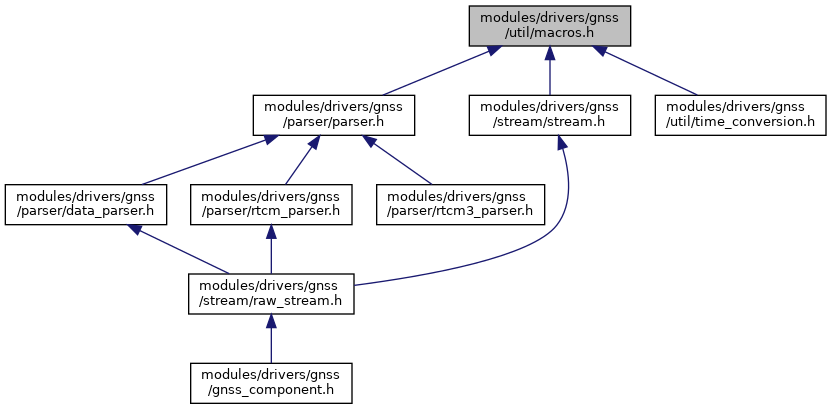 modules/drivers/gnss
/util/macros.h
modules/drivers/gnss
/parser/parser.h
modules/drivers/gnss
/stream/stream.h
modules/drivers/gnss
/util/time_conversion.h
modules/drivers/gnss
/parser/data_parser.h
modules/drivers/gnss
/parser/rtcm_parser.h
modules/drivers/gnss
/parser/rtcm3_parser.h
modules/drivers/gnss
/stream/raw_stream.h
modules/drivers/gnss
/gnss_component.h